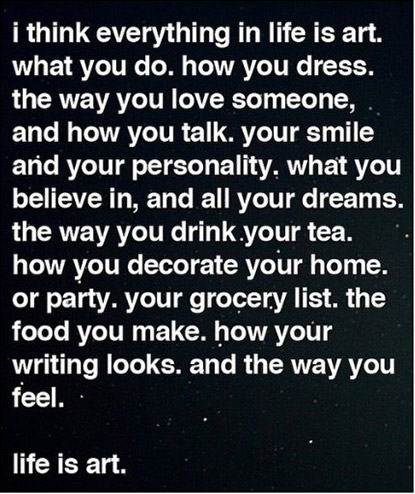 i think everything in life is art.
what you do. how you dress.
the way you love someone,
and how you talk. your smile
and your personality. what you
believe in, and all your dreams.
the way you drink your tea.
how you decorate your home.
or party. your grocery list. the
food you make. how your
writing looks. and the way you
feel.
life is art.